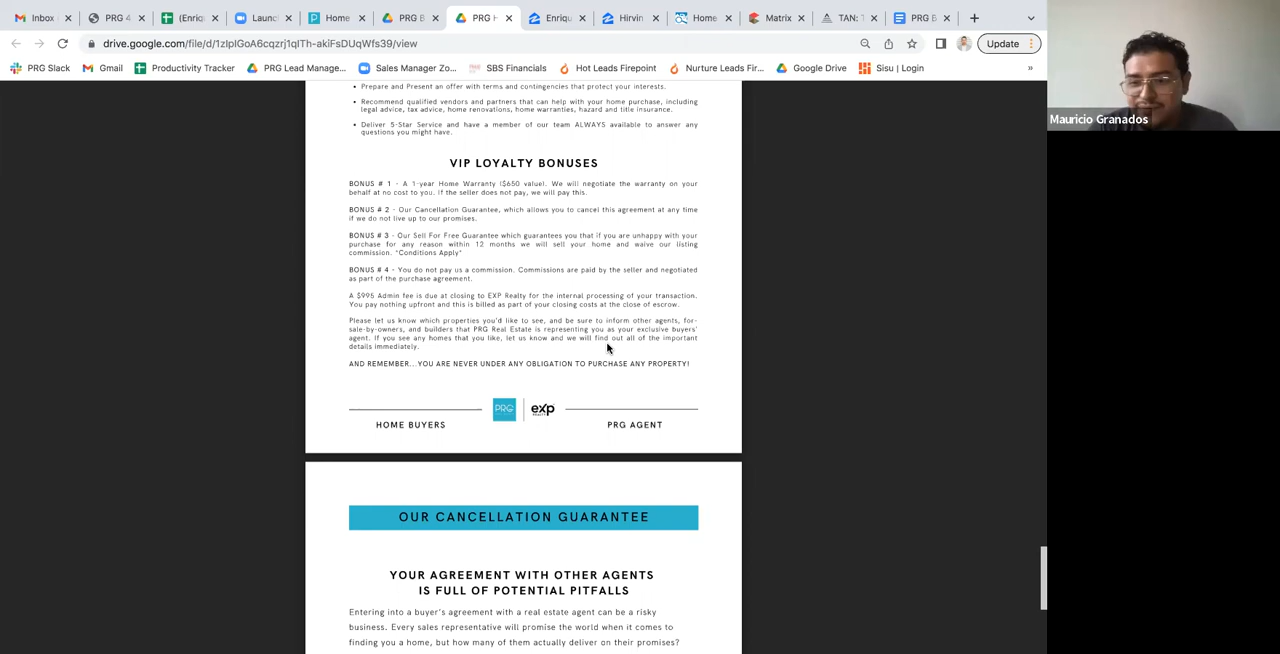 Inbox
PRG 4
(Enriq
Launc
Home
PRG B
PRG H
Enriqu
Hirvin
Home
Matrix
TAN: T
PRG B
drive.google.com/file/d/1zIpIGoA6cqzrj1qITh-akiFsDUqWfs39/view
Update
PRG Slack
Gmail
Productivity Tracker
PRG Lead Manage...
Sales Manager Zo...
SBS Financials
Hot Leads Firepoint
Nurture Leads Fir...
Google Drive
Sisu | Login
»
• Prepare and Present an offer with terms and contingencies that protect your interests.
• Recommend qualified vendors and partners that can help with your home purchase, including
legal advice, tax advice, home renovations, home warranties, hazard and title insurance.
• Deliver 5-Star Service and have a member of our team ALWAYS available to answer any
questions you might have.
VIP LOYALTY BONUSES
BONUS # 1 - A 1-year Home Warranty ($650 value). We will negotiate the warranty on your
behalf at no cost to you. If the seller does not pay, we will pay this.
BONUS # 2 - Our Cancellation Guarantee, which allows you to cancel this agreement at any time
if we do not live up to our promises.
BONUS # 3 - Our Sell For Free Guarantee which guarantees you that if you are unhappy with your
purchase for any reason within 12 months we will sell your home and waive our listing
commission. *Conditions Apply*
BONUS # 4 - You do not pay us a commission. Commissions are paid by the seller and negotiated
as part of the purchase agreement.
A $995 Admin fee is due at closing to EXP Realty for the internal processing of your transaction.
You pay nothing upfront and this is billed as part of your closing costs at the close of escrow.
Please let us know which properties you'd like to see, and be sure to inform other agents, for-
sale-by-owners, and builders that PRG Real Estate is representing you as your exclusive buyers'
agent. If you see any homes that you like, let us know and we will find out all of the important
details immediately.
AND REMEMBER...YOU ARE NEVER UNDER ANY OBLIGATION TO PURCHASE ANY PROPERTY!
PRG
exp
REALTY
HOME BUYERS
PRG AGENT
OUR CANCELLATION GUARANTEE
YOUR AGREEMENT WITH OTHER AGENTS
IS FULL OF POTENTIAL PITFALLS
Entering into a buyer's agreement with a real estate agent can be a risky
business. Every sales representative will promise the world when it comes to
finding you a home, but how many of them actually deliver on their promises?
Mauricio Granados